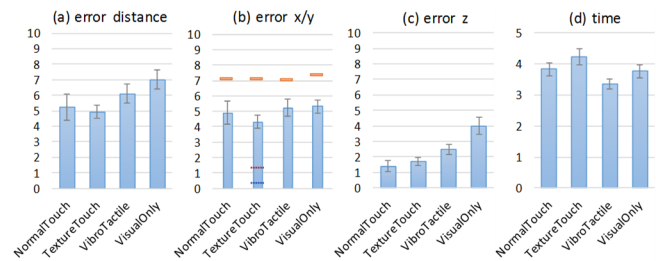 (a) error distance
(b) error x/y
(c) error z
(d) time
10
9
8
7
6
5
4
3
2
1
0
NormalTouch
TextureTouch
VibroTactile
VisualOnly
10
9
8
7
6
5
4
3
2
1
0
NormalTouch
TextureTouch
VibroTactile
VisualOnly
10
9
8
7
6
5
4
3
2
1
0
NormalTouch
TextureTouch
VibroTactile
VisualOnly
5
4
3
2
1
0
NormalTouch
TextureTouch
VibroTactile
VisualOnly